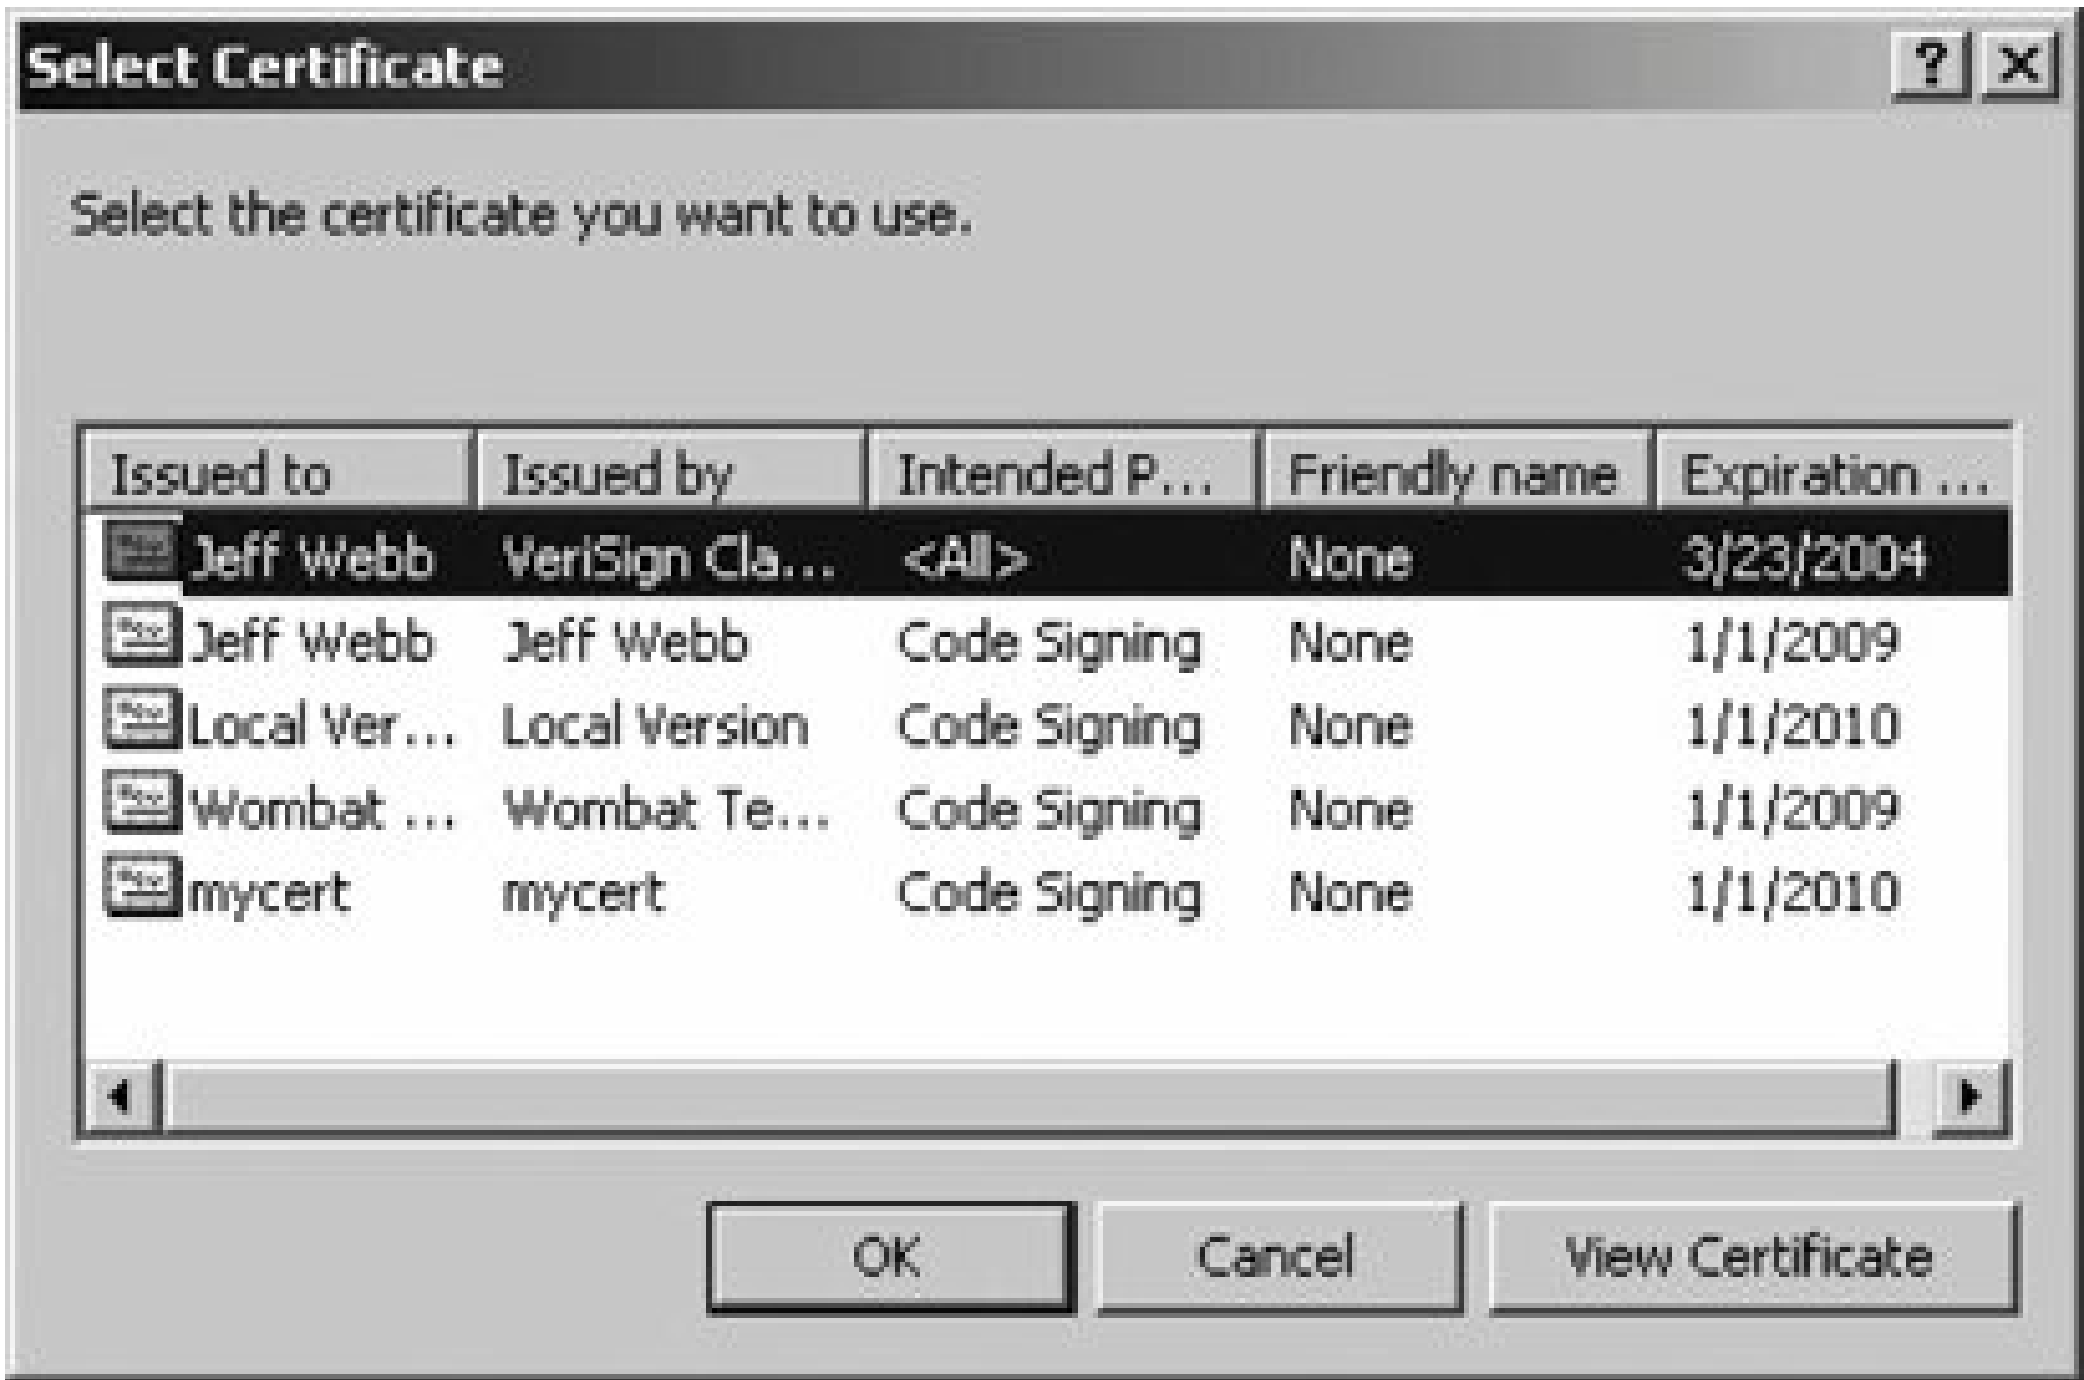 Select Certificate
Select the certificate you want to use.
Issued to Issued by Intended P... Friendly name Expiration ...
Jeff Webb VeriSign Cla... <All> None 3/23/2004
Jeff Webb Jeff Webb Code Signing None 1/1/2009
Local Ver... Local Version Code Signing None 1/1/2010
Wombat ... Wombat Te... Code Signing None 1/1/2009
mycert mycert Code Signing None 1/1/2010
OK Cancel View Certificate